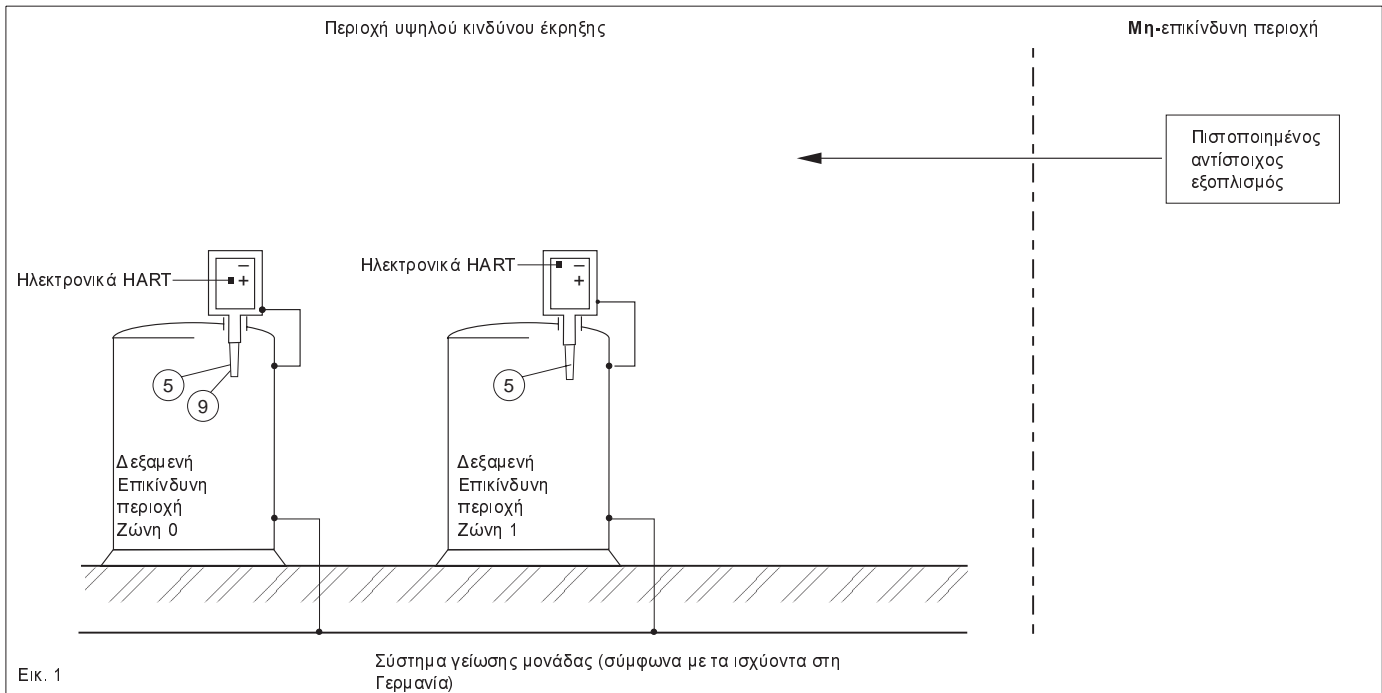 Περιοχή υψηλού κινδύνου έκρηξης
Μη-επικίνδυνη περιοχή
Πιστοποιημένος
αντίστοιχος
εξοπλισμός
Ηλεκτρονικά HART
–
+
Ηλεκτρονικά HART
–
+
5
9
5
Δεξαμενή
Επικίνδυνη
περιοχή
Ζώνη 0
Δεξαμενή
Επικίνδυνη
περιοχή
Ζώνη 1
Εικ. 1
Σύστημα γείωσης μονάδας (σύμφωνα με τα ισχύοντα στη
Γερμανία)